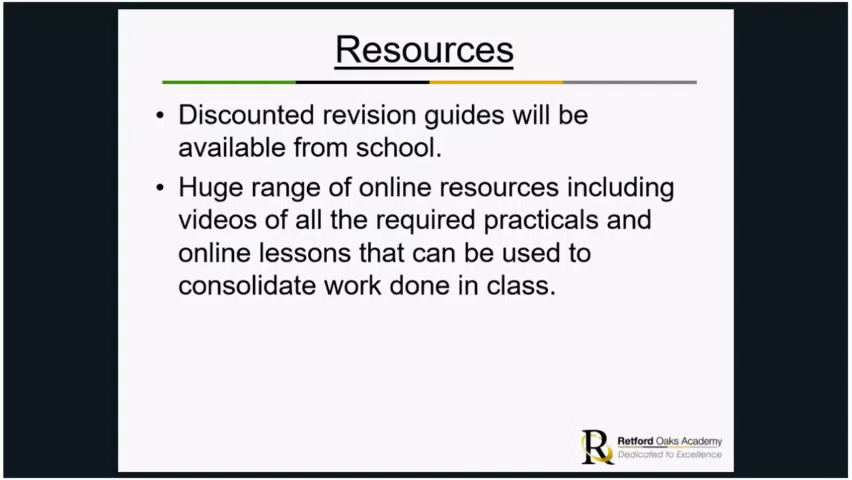 Resources
• Discounted revision guides will be
available from school.
• Huge range of online resources including
videos of all the required practicals and
online lessons that can be used to
consolidate work done in class.
R
Retford Oaks Academy
Dedicated to Excellence